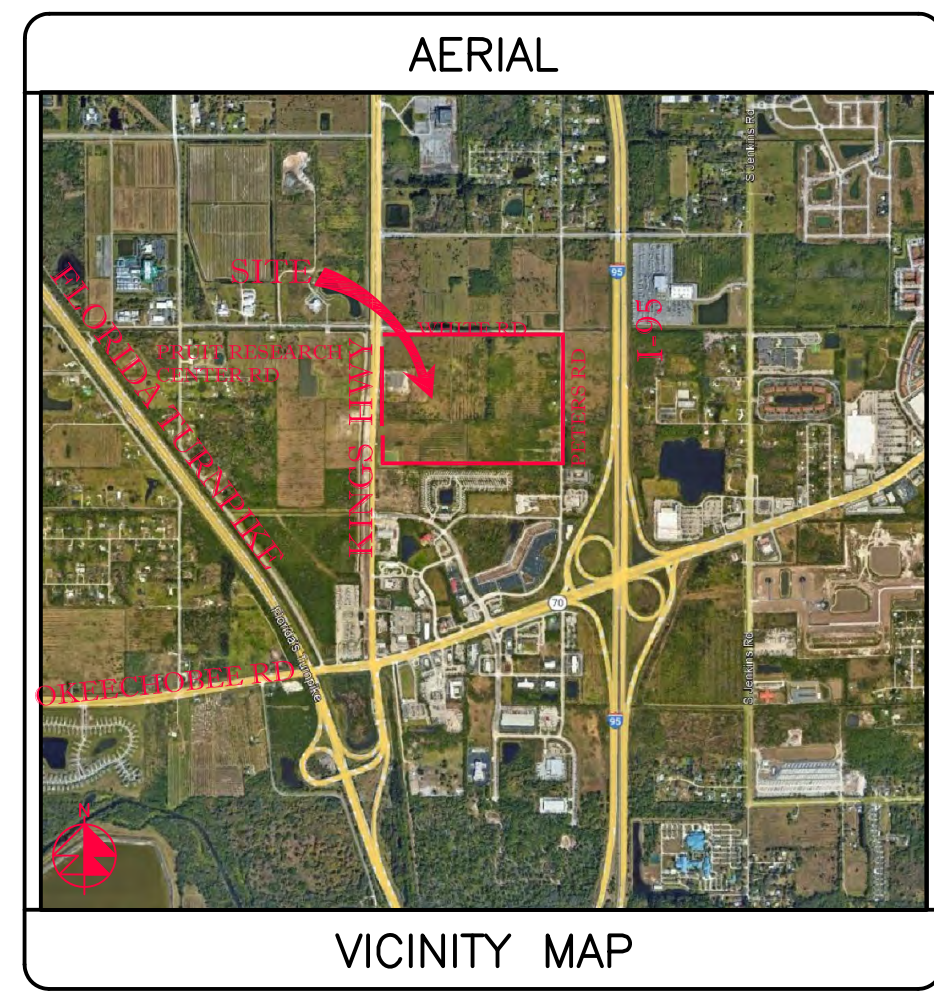 AERIAL
S Jenkins Rd
SITE
95
FLORIDA TURNPIKE
WHITE RD
I-95
FRUIT RESEARCH
CENTER RD
KINGS HWY
PETERS RD
70
Florida's Turnpike
OKEECHOBEE RD
S Jenkins Rd
95
N
VICINITY MAP